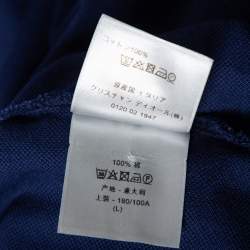 コットン100%
原産国 イタリア
クリスチャン ディオール(株)
0120 02 1947
100% 綿
产地 - 意大利
上装 - 180/100A
(L)